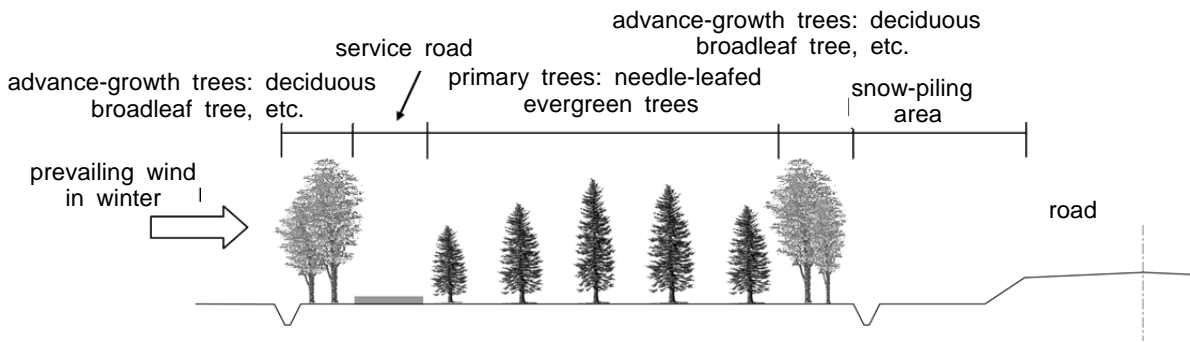 advance-growth trees: deciduous
broadleaf tree, etc.
service road
advance-growth trees: deciduous
broadleaf tree, etc.
primary trees: needle-leafed
evergreen trees
snow-piling
area
prevailing wind
in winter
road